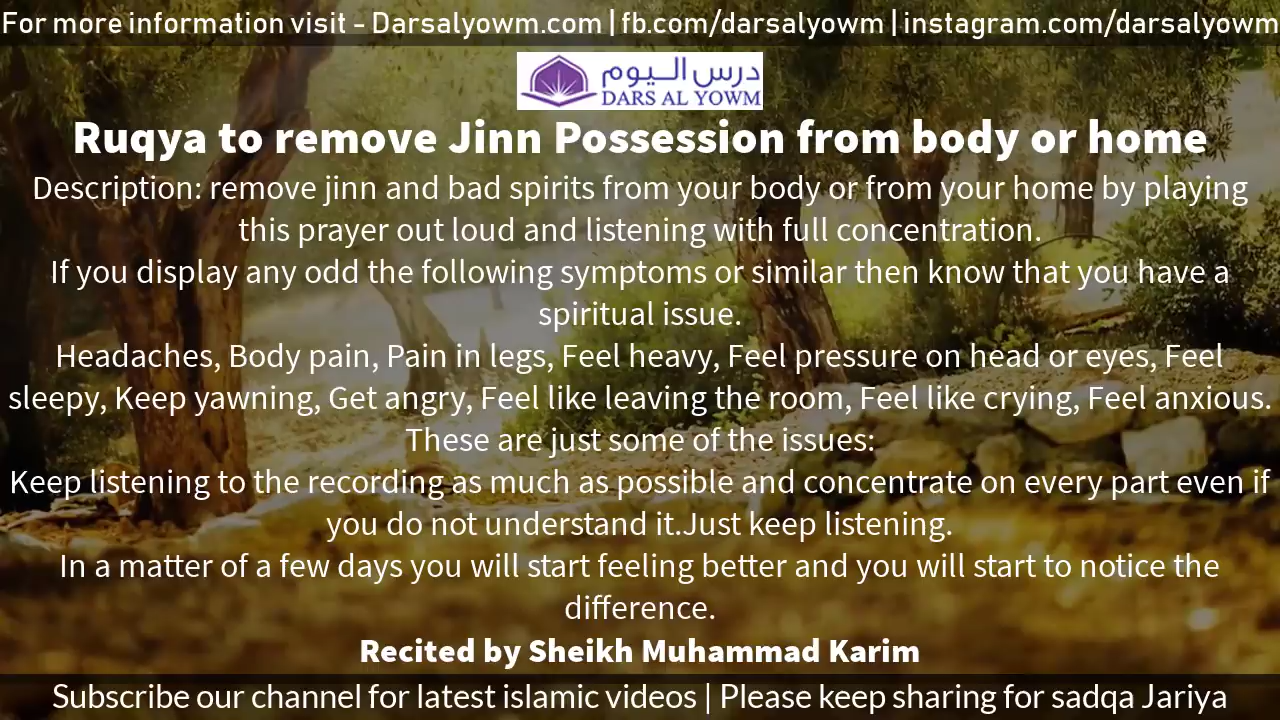 For more information visit - Darsalyowm.com | fb.com/darsalyowm | instagram.com/darsalyowm
درس اليوم
DARS AL YOWM
Ruqya to remove Jinn Possession from body or home
Description: remove jinn and bad spirits from your body or from your home by playing
this prayer out loud and listening with full concentration.
If you display any odd the following symptoms or similar then know that you have a
spiritual issue.
Headaches, Body pain, Pain in legs, Feel heavy, Feel pressure on head or eyes, Feel
sleepy, Keep yawning, Get angry, Feel like leaving the room, Feel like crying, Feel anxious.
These are just some of the issues:
Keep listening to the recording as much as possible and concentrate on every part even if
you do not understand it.Just keep listening.
In a matter of a few days you will start feeling better and you will start to notice the
difference.
Recited by Sheikh Muhammad Karim
Subscribe our channel for latest islamic videos | Please keep sharing for sadqa Jariya